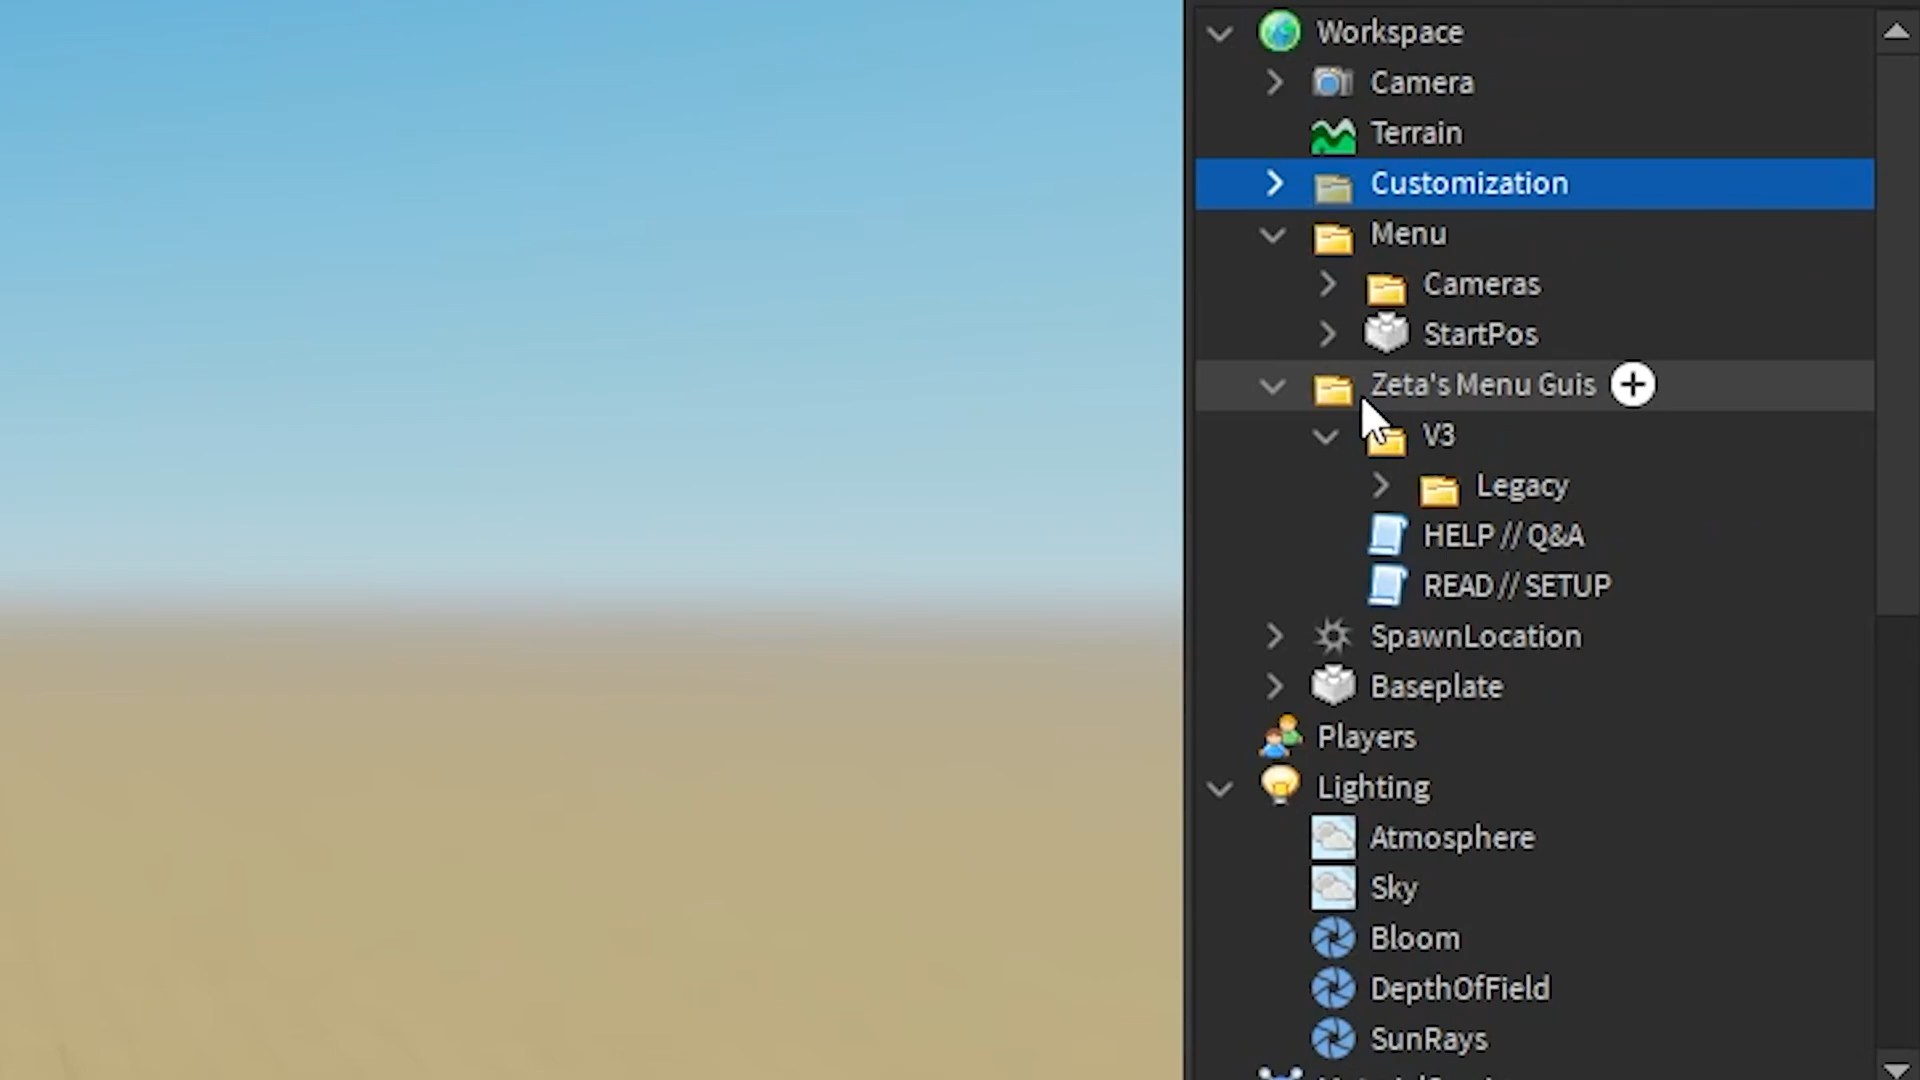 Workspace
Camera
Terrain
Customization
Menu
Cameras
StartPos
Zeta's Menu Guis
V3
Legacy
HELP // Q&A
READ // SETUP
SpawnLocation
Baseplate
Players
Lighting
Atmosphere
Sky
Bloom
DepthOfField
SunRays